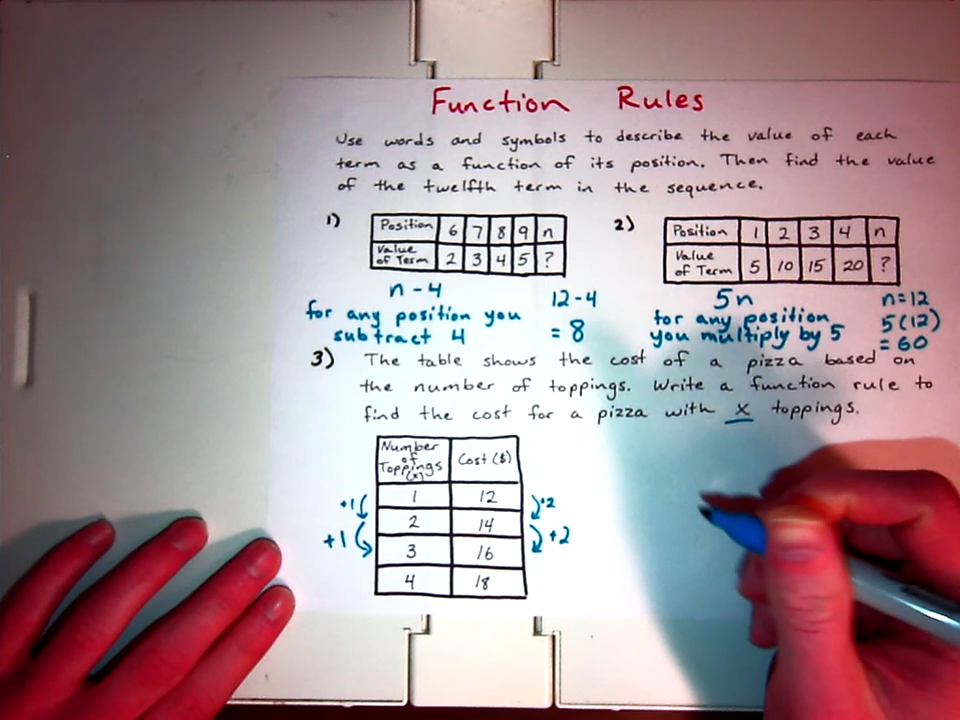 Function Rules
Use words and symbols to describe the value of each
term as a function of its position. Then find the value
of the twelfth term in the sequence.
1)
Position 6 7 8 9 n
Value of Term 2 3 4 5 ?
n - 4
for any position you
subtract 4
12 - 4
= 8
2)
Position 1 2 3 4 n
Value of Term 5 10 15 20 ?
5n
for any position
you multiply by 5
n = 12
5(12)
= 60
3) The table shows the cost of a pizza based on
the number of toppings. Write a function rule to
find the cost for a pizza with x toppings.
Number of Toppings (x) Cost ($)
1 12
2 14
3 16
4 18
+1
+1
+2
+2